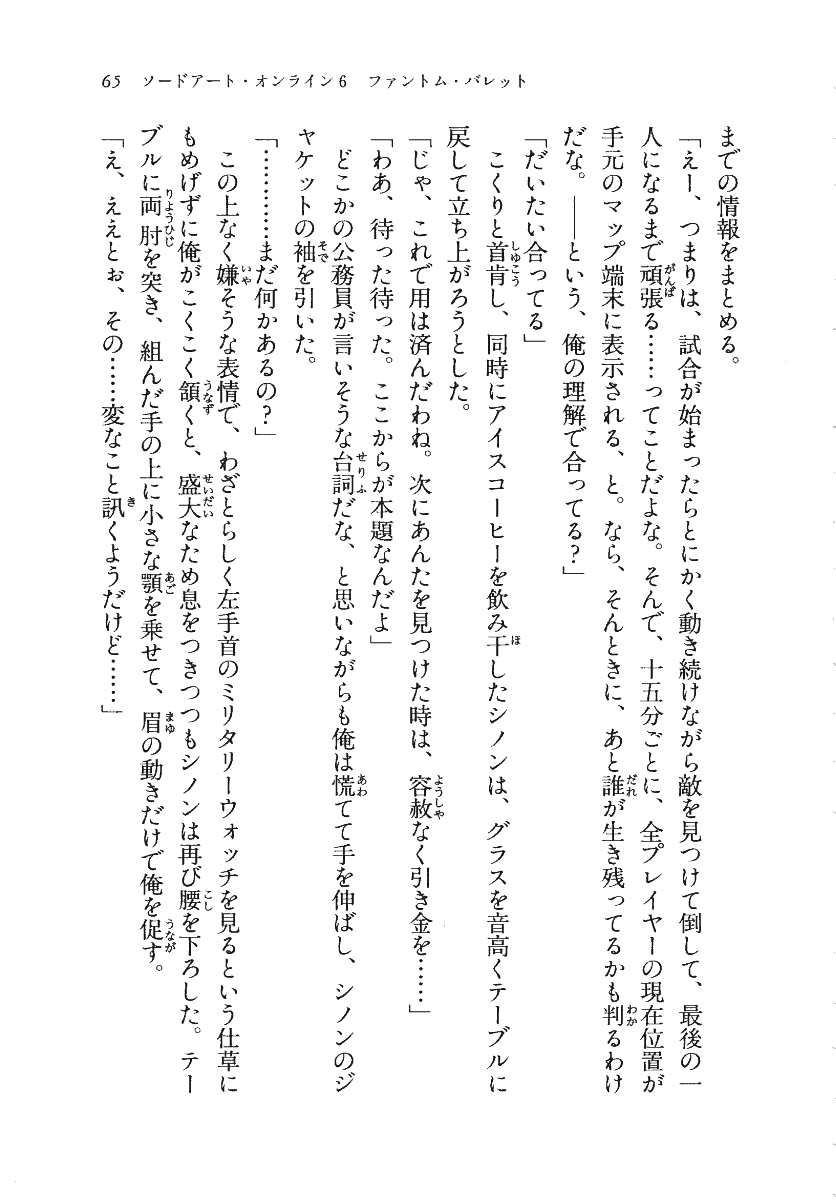 65 ソードアート・オンライン6 ファントム・バレット
までの情報をまとめる。
「えー、つまりは、試合が始まったらとにかく動き続けながら敵を見つけて倒して、最後の一
人になるまで頑張る……ってことだよな。そんで、十五分ごとに、全プレイヤーの現在位置が
手元のマップ端末に表示される、と。なら、そんときに、あと誰が生き残ってるかも判るわけ
だな。――という、俺の理解で合ってる？」
「だいたい合ってる」
こくりと首肯し、同時にアイスコーヒーを飲み干したシノンは、グラスを音高くテーブルに
戻して立ち上がろうとした。
「じゃ、これで用は済んだわね。次にあんたを見つけた時は、容赦なく引き金を……」
「わあ、待った待った。ここからが本題なんだよ」
どこかの公務員が言いそうな台詞だな、と思いながらも俺は慌てて手を伸ばし、シノンのジ
ャケットの袖を引いた。
「…………まだ何かあるの？」
この上なく嫌そうな表情で、わざとらしく左手首のミリタリーウォッチを見るという仕草に
もめげずに俺がこくこく頷くと、盛大なため息をつきつつもシノンは再び腰を下ろした。テー
ブルに両肘を突き、組んだ手の上に小さな顎を乗せて、眉の動きだけで俺を促す。
「え、ええとぉ、その……変なこと訊くようだけど……」